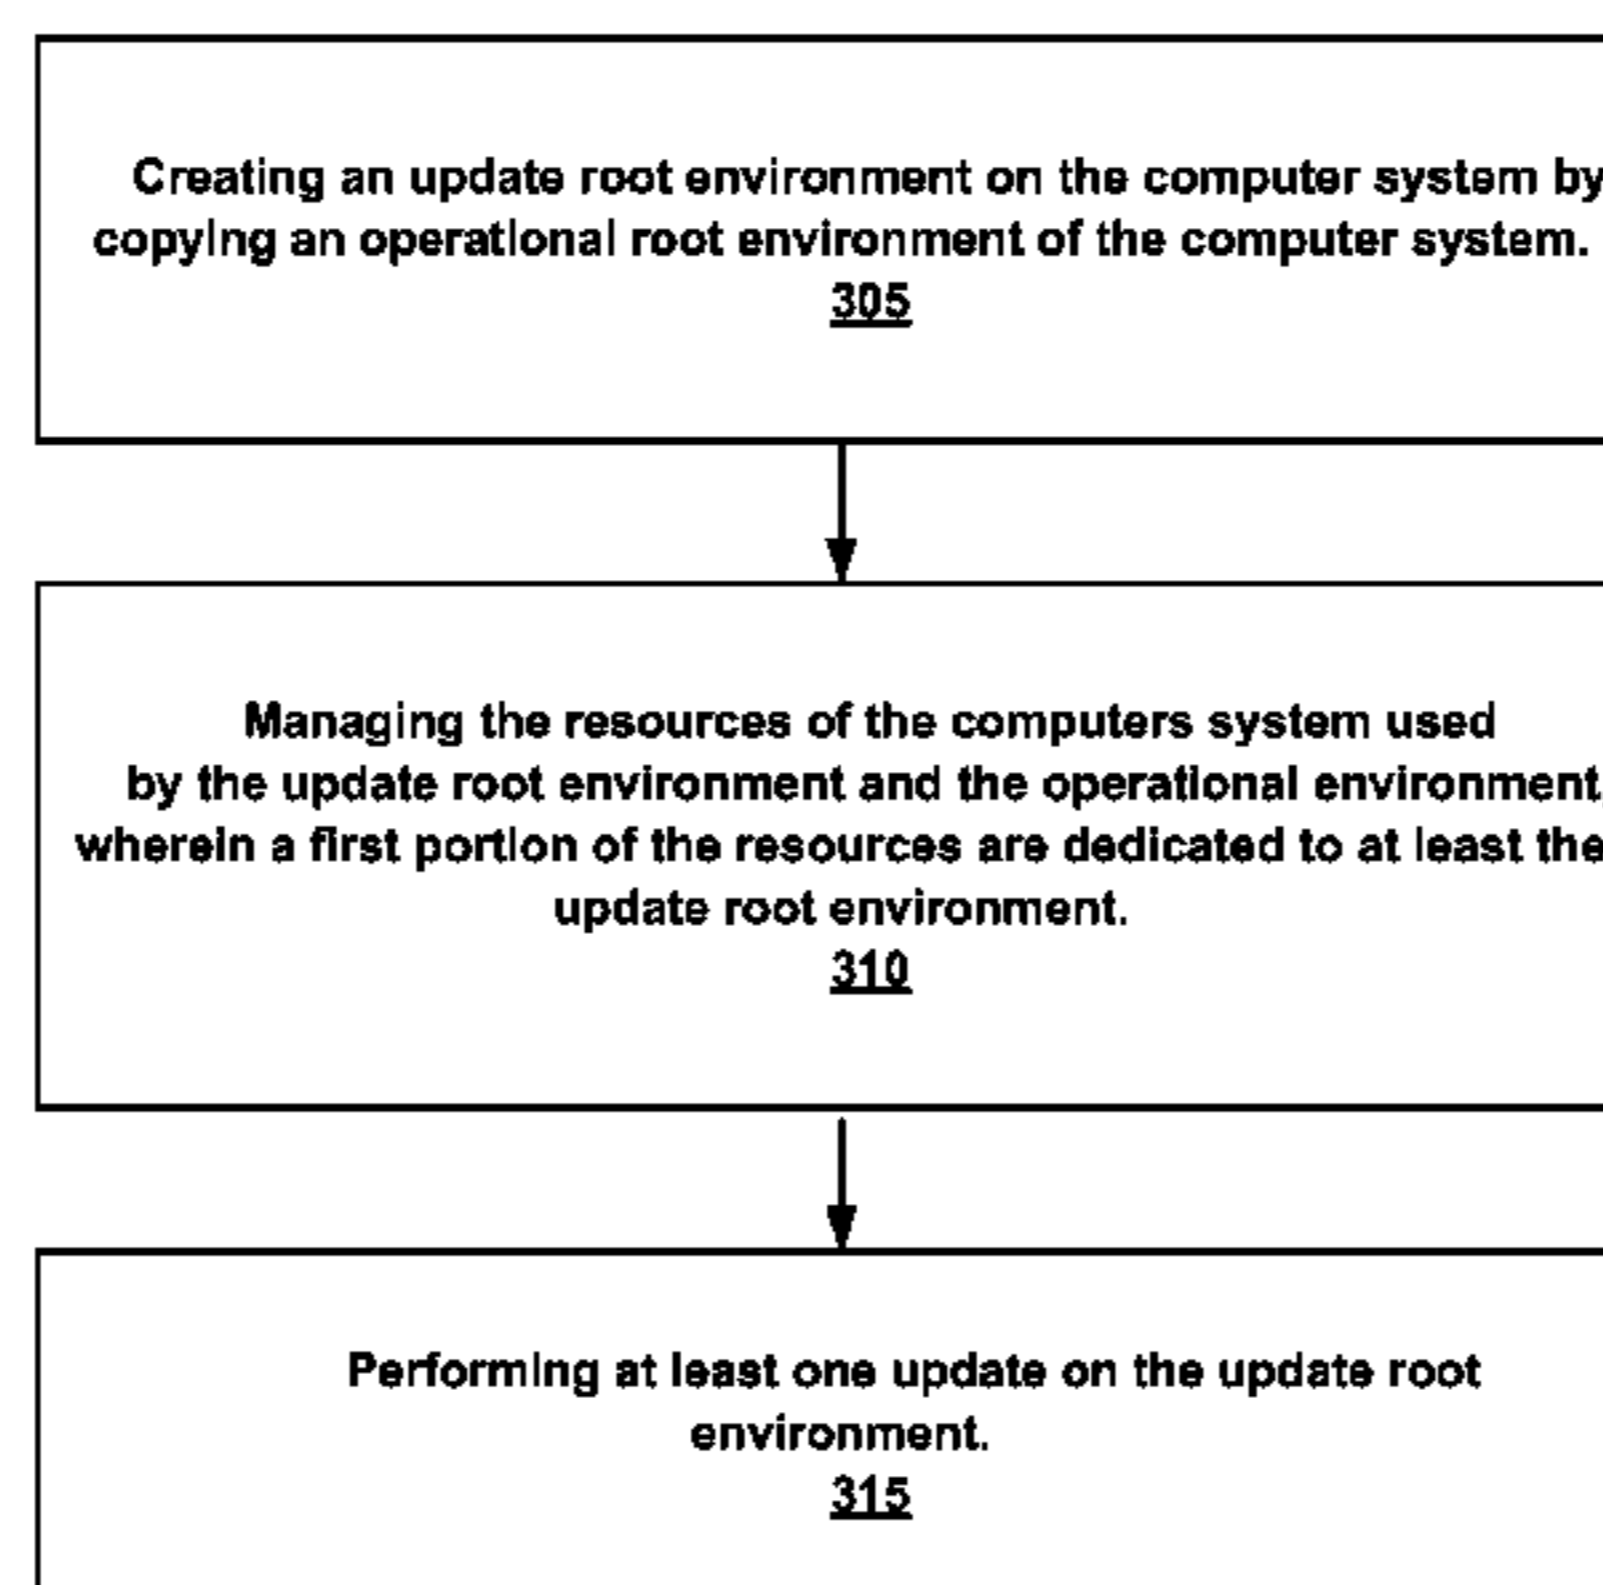 Creating an update root environment on the computer system by
copying an operational root environment of the computer system.
305
Managing the resources of the computers system used
by the update root environment and the operational environment,
wherein a first portion of the resources are dedicated to at least the
update root environment.
310
Performing at least one update on the update root
environment.
315